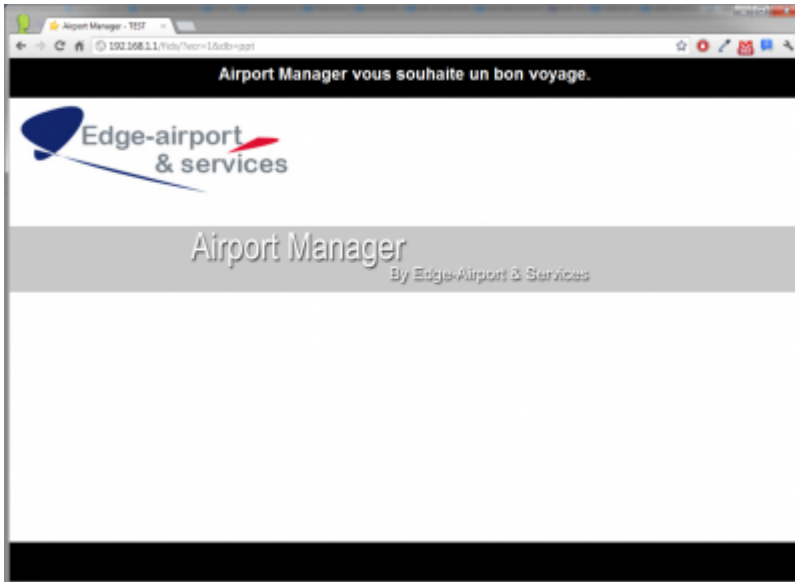 Airport Manager - TEST
192.168.1.1/fids/?ecr=1&db=ppt
Airport Manager vous souhaite un bon voyage.
Edge-airport
& services
Airport Manager
By Edge-Airport & Services